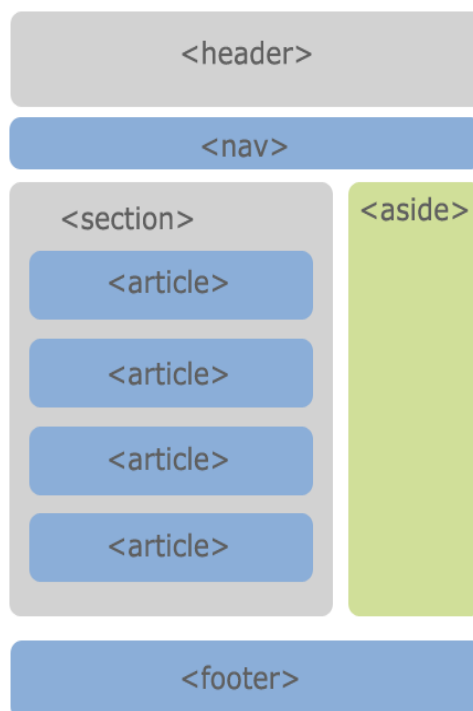 <header>
<nav>
<section>
<article>
<article>
<article>
<article>
<aside>
<footer>